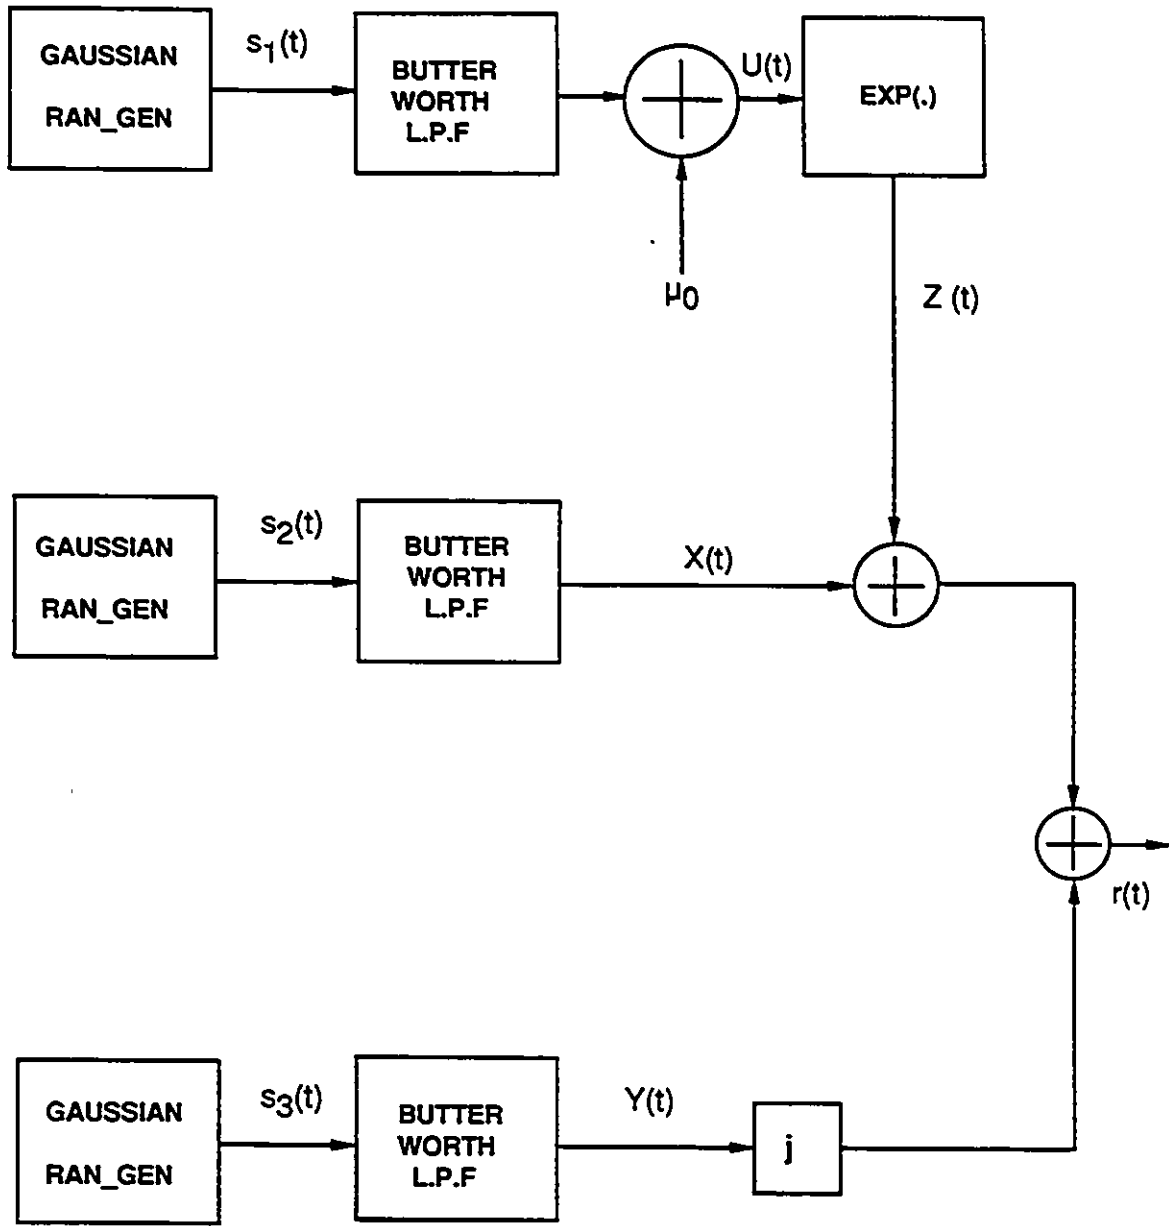 GAUSSIAN
RAN_GEN
s1(t)
BUTTER
WORTH
L.P.F
U(t)
EXP(.)
μ0
Z (t)
GAUSSIAN
RAN_GEN
s2(t)
BUTTER
WORTH
L.P.F
X(t)
r(t)
GAUSSIAN
RAN_GEN
s3(t)
BUTTER
WORTH
L.P.F
Y(t)
j